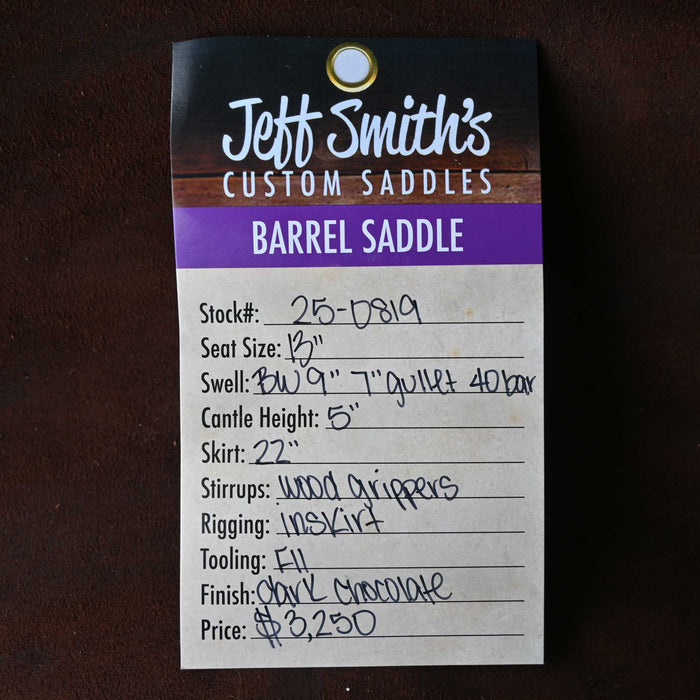 Jeff Smith's
CUSTOM SADDLES
BARREL SADDLE
Stock#: 25-0819
Seat Size: 13"
Swell: BW 9" 7" gullet 40 bar
Cantle Height: 5"
Skirt: 22"
Stirrups: wood grippers
Rigging: inskirt
Tooling: F11
Finish: dark chocolate
Price: $3,250